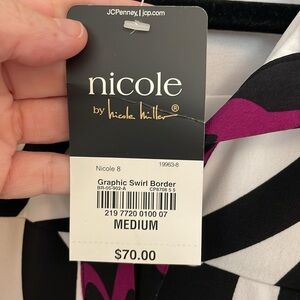 JCPenney | jcp.com
nicole
by nicole miller®
Nicole 8 19963-8
Graphic Swirl Border
219 7720 0100 07
MEDIUM
$70.00